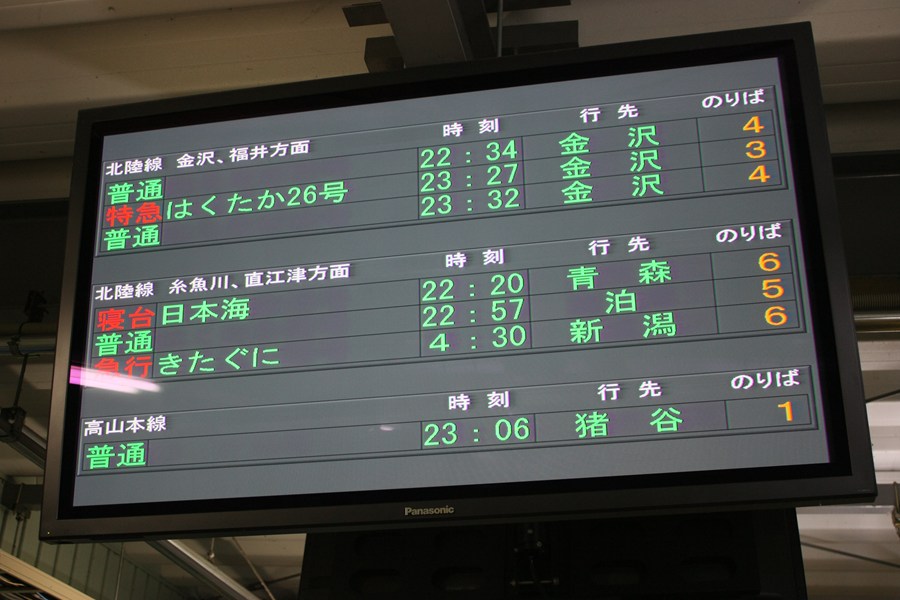 北陸線 金沢、福井方面 時刻 行先 のりば
普通 22:34 金沢 4
特急 はくたか26号 23:27 金沢 3
普通 23:32 金沢 4
北陸線 糸魚川、直江津方面 時刻 行先 のりば
寝台 日本海 22:20 青森 6
普通 22:57 泊 5
急行 きたぐに 4:30 新潟 6
高山本線 時刻 行先 のりば
普通 23:06 猪谷 1
Panasonic